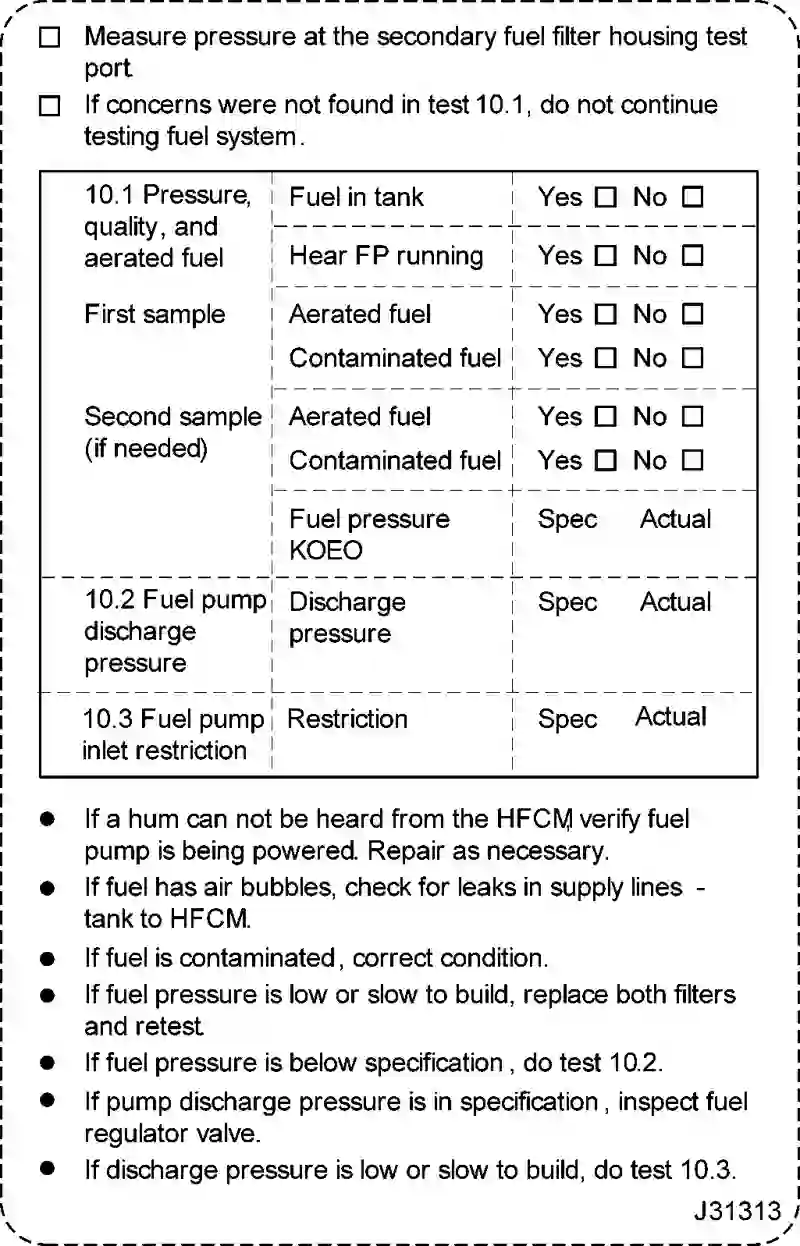 Measure pressure at the secondary fuel filter housing test
port.
If concerns were not found in test 10.1, do not continue
testing fuel system.
10.1 Pressure,
quality, and
aerated fuel
Fuel in tank
Yes No
Hear FP running
Yes No
First sample
Aerated fuel
Yes No
Contaminated fuel
Yes No
Second sample
(if needed)
Aerated fuel
Yes No
Contaminated fuel
Yes No
Fuel pressure
KOEO
Spec Actual
10.2 Fuel pump
discharge
pressure
Discharge
pressure
Spec Actual
10.3 Fuel pump
inlet restriction
Restriction
Spec Actual
If a hum can not be heard from the HFCM, verify fuel
pump is being powered. Repair as necessary.
If fuel has air bubbles, check for leaks in supply lines -
tank to HFCM.
If fuel is contaminated, correct condition.
If fuel pressure is low or slow to build, replace both filters
and retest.
If fuel pressure is below specification, do test 10.2.
If pump discharge pressure is in specification, inspect fuel
regulator valve.
If discharge pressure is low or slow to build, do test 10.3.
J31313